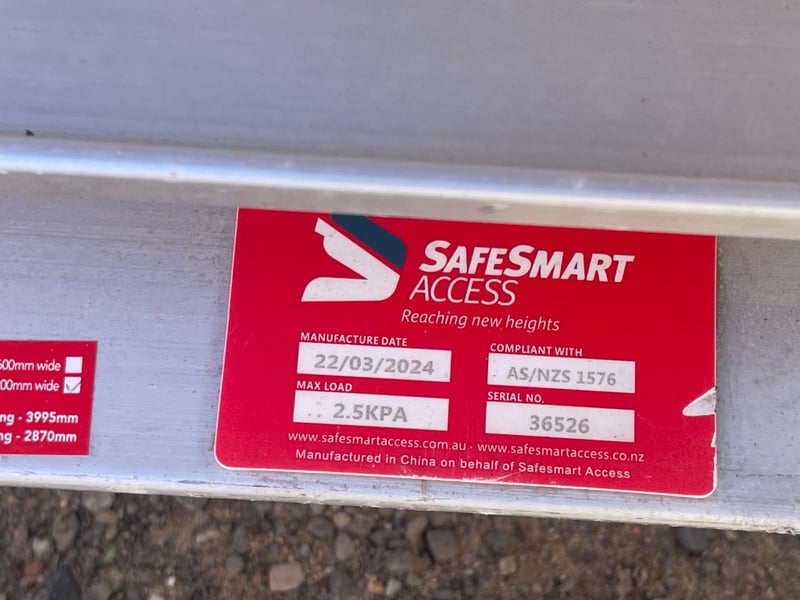 SAFESMART
ACCESS
Reaching new heights
MANUFACTURE DATE
22/03/2024
COMPLIANT WITH
AS/NZS 1576
MAX LOAD
2.5KPA
SERIAL NO.
36526
www.safesmartaccess.com.au - www.safesmartaccess.co.nz
Manufactured in China on behalf of Safesmart Access
600mm wide
00mm wide
ng - 3995mm
ng - 2870mm